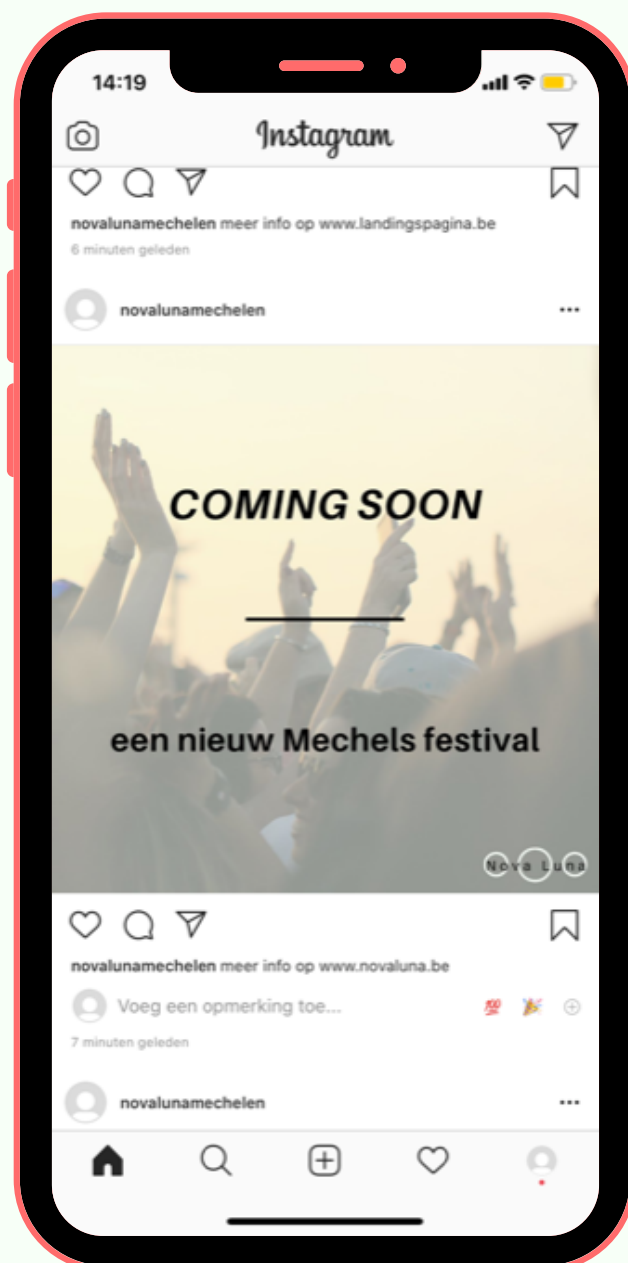 14:19
Instagram
novalunamechelen meer info op www.landingspagina.be
6 minuten geleden
novalunamechelen
COMING SOON
een nieuw Mechels festival
Nova Luna
novalunamechelen meer info op www.novaluna.be
Voeg een opmerking toe...
7 minuten geleden
novalunamechelen